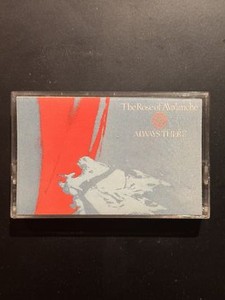 The Rose of Avalanche
ALWAYS THERE